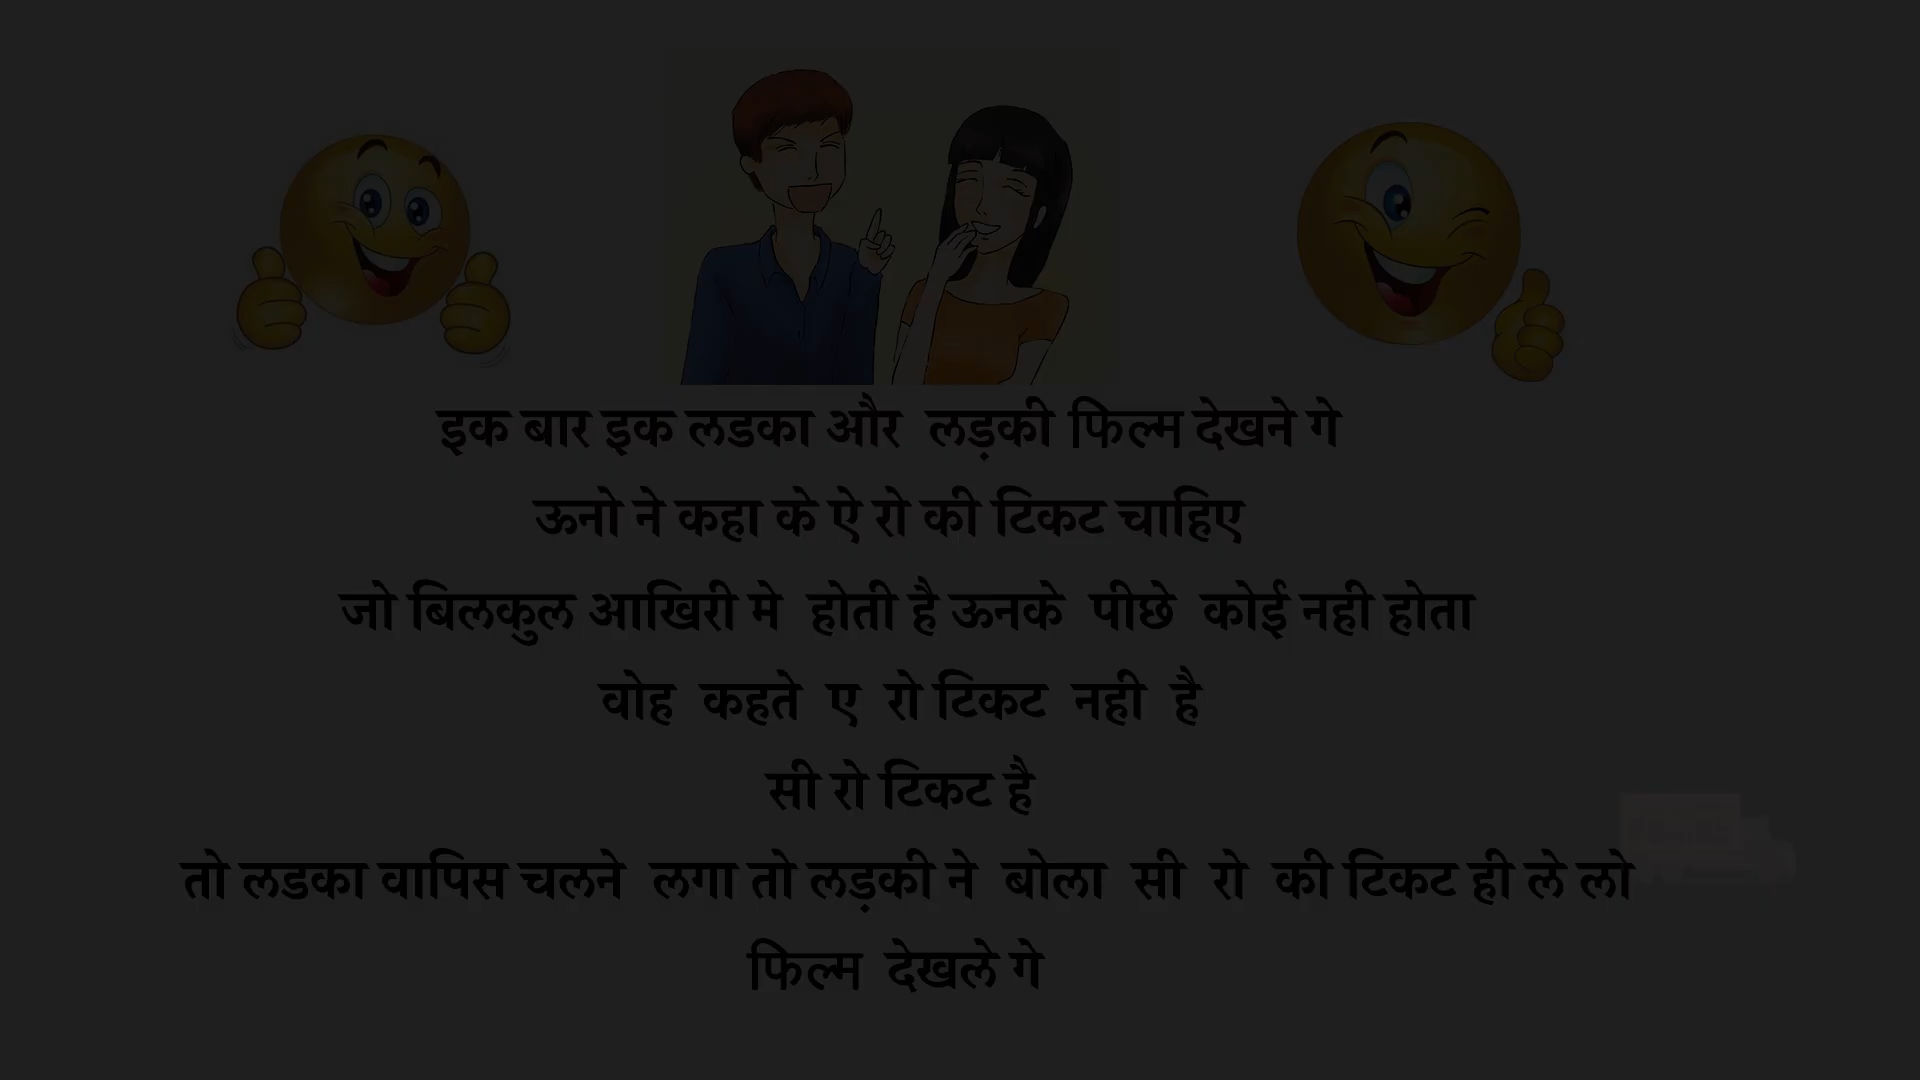 इक बार इक लडका और लड़की फिल्म देखने गे
ऊनो ने कहा के ऐ रो की टिकट चाहिए
जो बिलकुल आखिरी मे होती है ऊनके पीछे कोई नही होता
वोह कहते ए रो टिकट नही है
सी रो टिकट है
तो लडका वापिस चलने लगा तो लड़की ने बोला सी रो की टिकट ही ले लो
फिल्म देखले गे